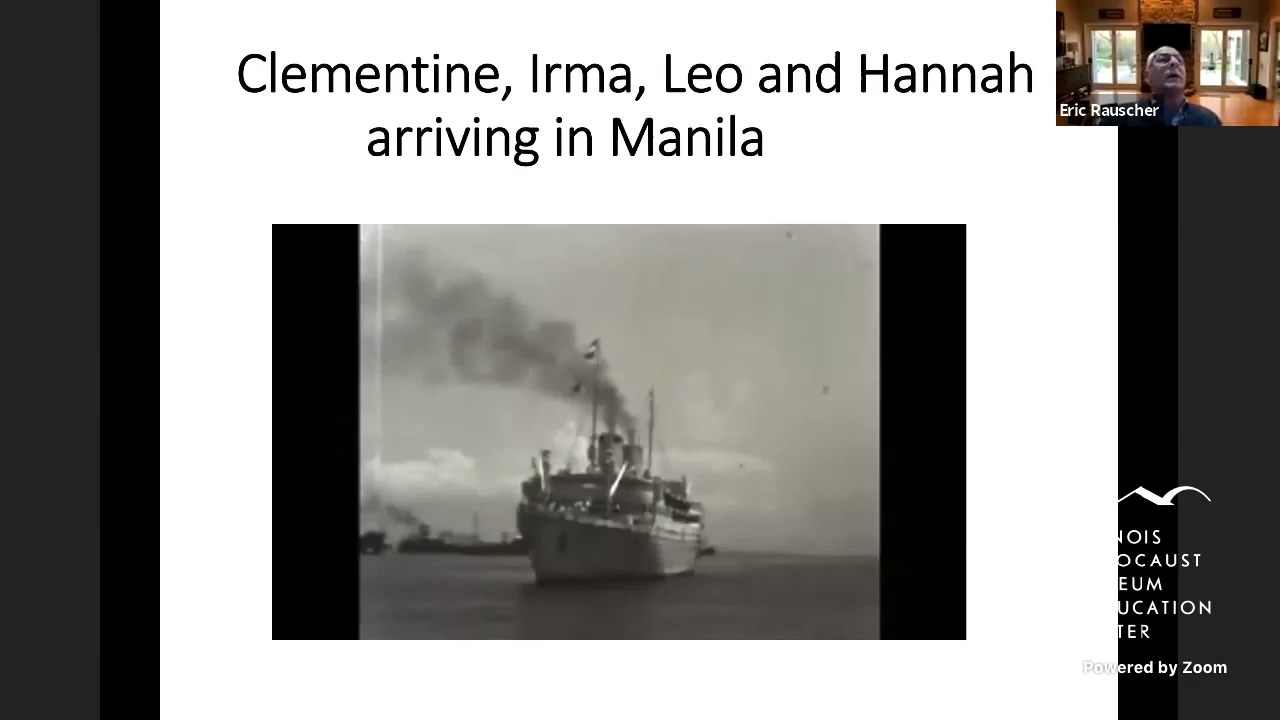 Clementine, Irma, Leo and Hannah
arriving in Manila
Eric Rauscher
NOIS
OCAUST
EUM
UCATION
TER
Powered by Zoom